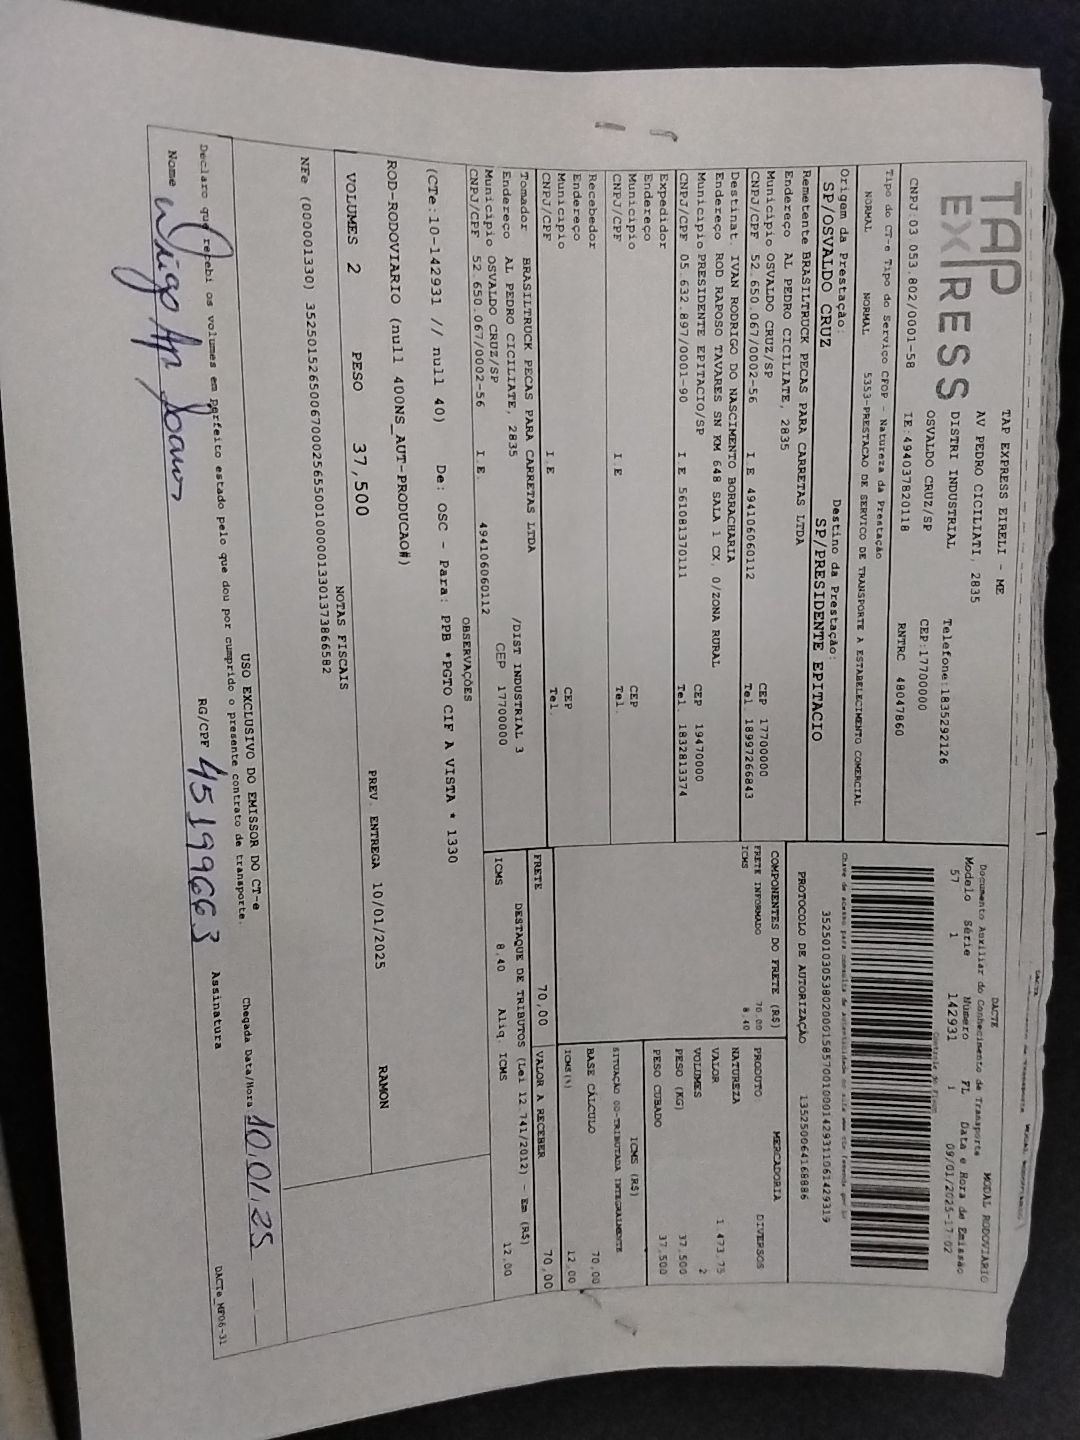 TAP
EXPRESS
TAP EXPRESS EIRELI - ME
AV PEDRO CICILIATI, 2835
DISTRI INDUSTRIAL Telefone:1835292126
OSVALDO CRUZ/SP CEP:17700000
CNPJ:03.053.802/0001-58 IE:494037820118 RNTRC 48047860
Tipo do CT-e Tipo do Serviço CFOP - Natureza da Prestação
NORMAL NORMAL 5353-PRESTACAO DE SERVICO DE TRANSPORTE A ESTABELECIMENTO COMERCIAL
Origem da Prestação: Destino da Prestação:
SP/OSVALDO CRUZ SP/PRESIDENTE EPITACIO
Remetente BRASILTRUCK PECAS PARA CARRETAS LTDA
Endereço AL PEDRO CICILIATE, 2835
Município OSVALDO CRUZ/SP CEP 17700000
CNPJ/CPF 52.650.067/0002-56 I.E 494106060112 Tel. 18997266843
Destinat. IVAN RODRIGO DO NASCIMENTO BORRACHARIA
Endereço ROD RAPOSO TAVARES SN KM 648 SALA 1 CX, 0/ZONA RURAL
Município PRESIDENTE EPITACIO/SP CEP 19470000
CNPJ/CPF 05.632.897/0001-90 I.E 561081370111 Tel. 1832813374
Expedidor
Endereço
Município CEP
CNPJ/CPF I.E Tel.
Recebedor
Endereço
Município CEP
CNPJ/CPF I.E Tel.
Tomador BRASILTRUCK PECAS PARA CARRETAS LTDA
Endereço AL PEDRO CICILIATE, 2835 /DIST INDUSTRIAL 3
Município OSVALDO CRUZ/SP CEP 17700000
CNPJ/CPF 52.650.067/0002-56 I.E. 494106060112
DACTE MODAL RODOVIÁRIO
Documento Auxiliar do Conhecimento de Transporte
Modelo Série Número FL Data e Hora de Emissão
57 1 142931 1 09/01/2025-17:02
Controle do Fisco
35250103053802000158570010001429311061429319
PROTOCOLO DE AUTORIZAÇÃO 135250064168886
COMPONENTES DO FRETE (R$)
FRETE INFORMADO 70,00
ICMS 8,40
MERCADORIA
PRODUTO: DIVERSOS
NATUREZA
VALOR 1.473,75
VOLUMES 2
PESO (KG) 37,500
PESO CUBADO 37,500
ICMS (R$)
SITUAÇÃO 00-TRIBUTADA INTEGRALMENTE
BASE CÁLCULO 70,00
ICMS(%) 12,00
FRETE 70,00 VALOR A RECEBER 70,00
DESTAQUE DE TRIBUTOS (Lei 12.741/2012) - Em (R$)
ICMS 8,40 Aliq. ICMS 12,00
OBSERVAÇÕES
(CTe:10-142931 // null 40) De: OSC - Para: PPB *PGTO CIF A VISTA * 1330
ROD-RODOVIARIO (null 400NS_AUT-PRODUCAO#)
VOLUMES 2 PESO 37,500 PREV. ENTREGA 10/01/2025 RAMON
NOTAS FISCAIS
NFe (000001330) 35250152650067000256550010000013301373866582
USO EXCLUSIVO DO EMISSOR DO CT-e
Declaro que recebi os volumes em perfeito estado pelo que dou por cumprido o presente contrato de transporte. Chegada Data/Hora 10.01.25
Nome RG/CPF 45199663 Assinatura
DACTe_MF06-31